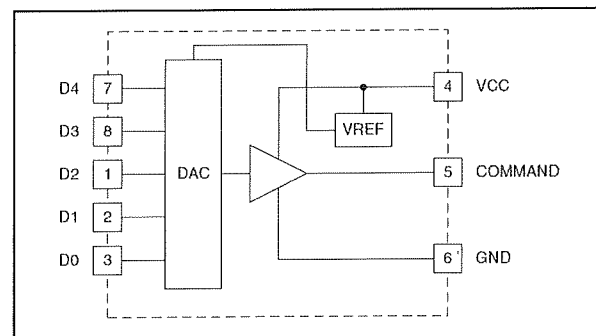 D4 7 4 VCC
VREF
D3 8
D2 1 DAC 5 COMMAND
D1 2
D0 3 6 GND